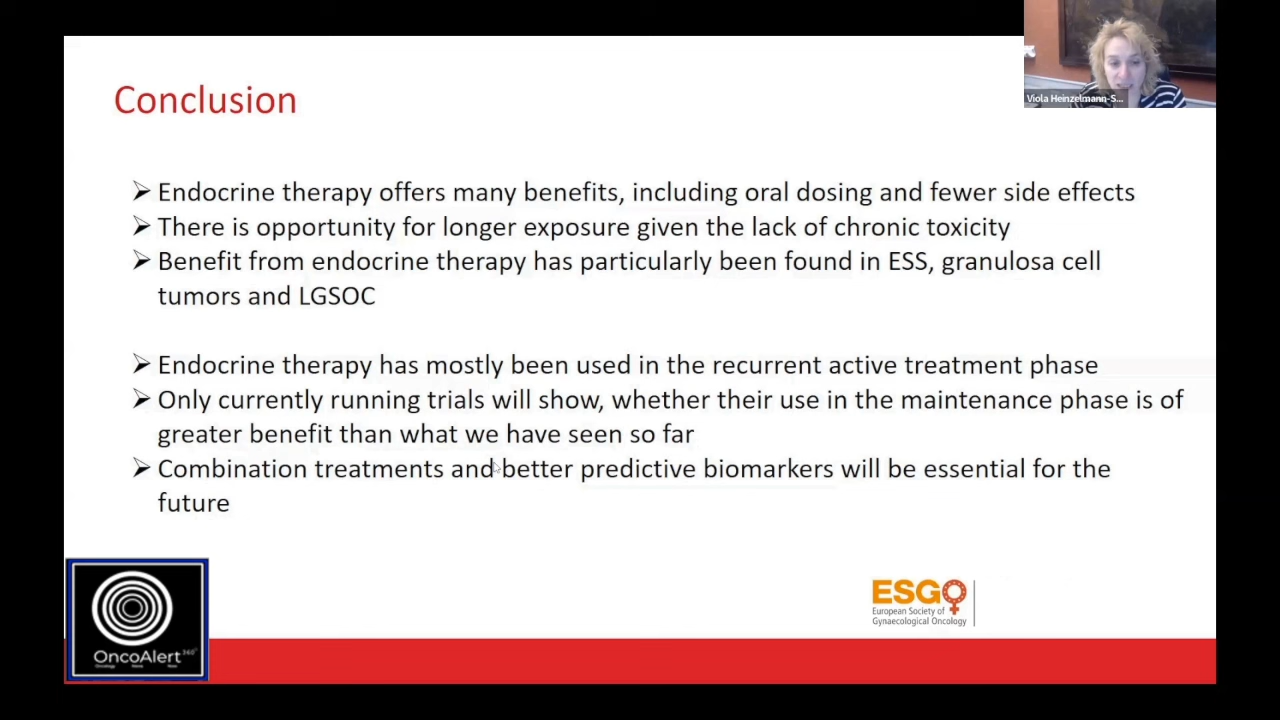 Conclusion
Viola Heinzelmann-S...
➢ Endocrine therapy offers many benefits, including oral dosing and fewer side effects
➢ There is opportunity for longer exposure given the lack of chronic toxicity
➢ Benefit from endocrine therapy has particularly been found in ESS, granulosa cell
tumors and LGSOC
➢ Endocrine therapy has mostly been used in the recurrent active treatment phase
➢ Only currently running trials will show, whether their use in the maintenance phase is of
greater benefit than what we have seen so far
➢ Combination treatments and better predictive biomarkers will be essential for the
future
OncoAlert 360°
Oncology News
ESGO
European Society of
Gynaecological Oncology